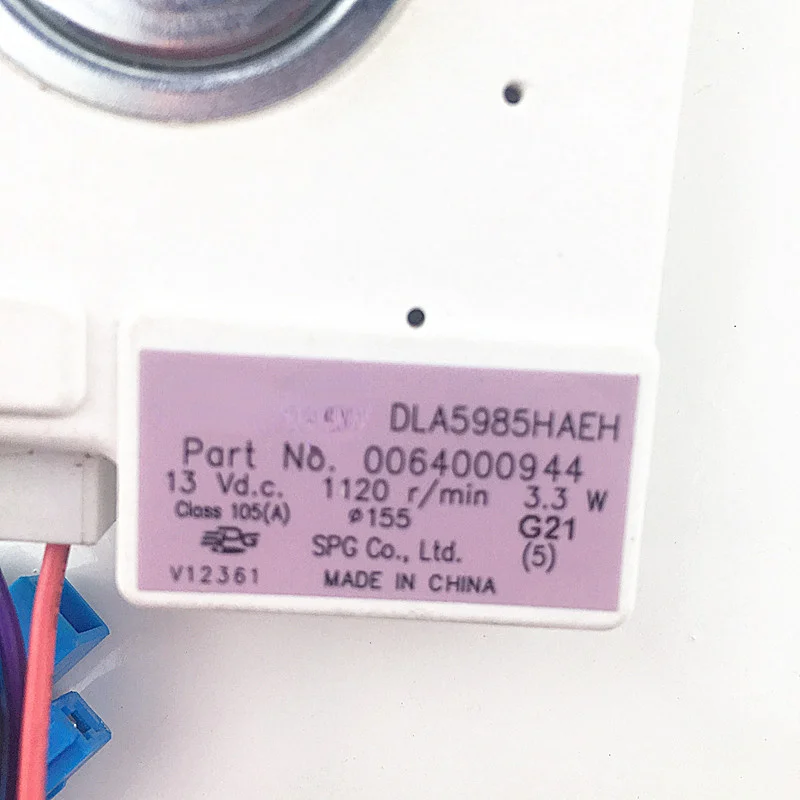 DLA5985HAEH
Part No. 0064000944
13 Vd.c. 1120 r/min 3.3 W
Class 105(A) ø155 G21
SPG SPG Co., Ltd. (5)
V12361 MADE IN CHINA